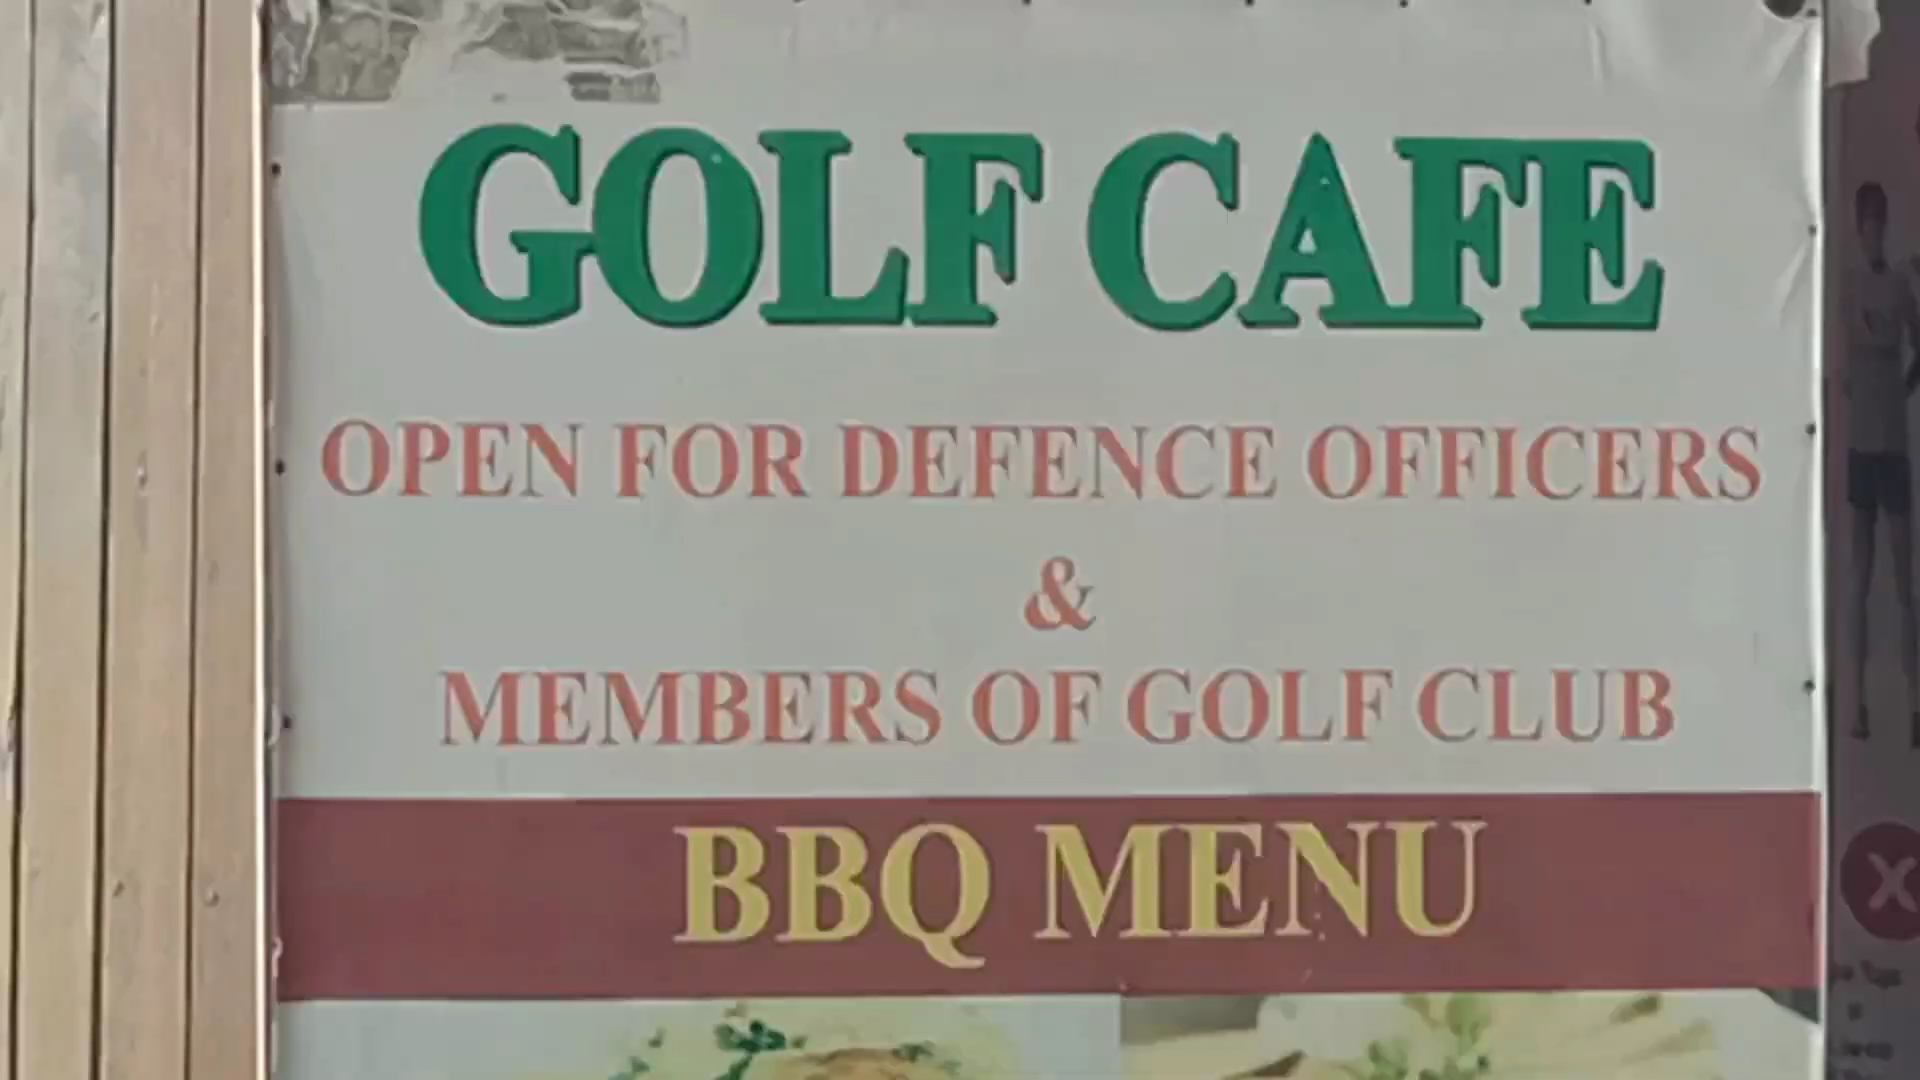 GOLF CAFE
OPEN FOR DEFENCE OFFICERS
&
MEMBERS OF GOLF CLUB
BBQ MENU
X